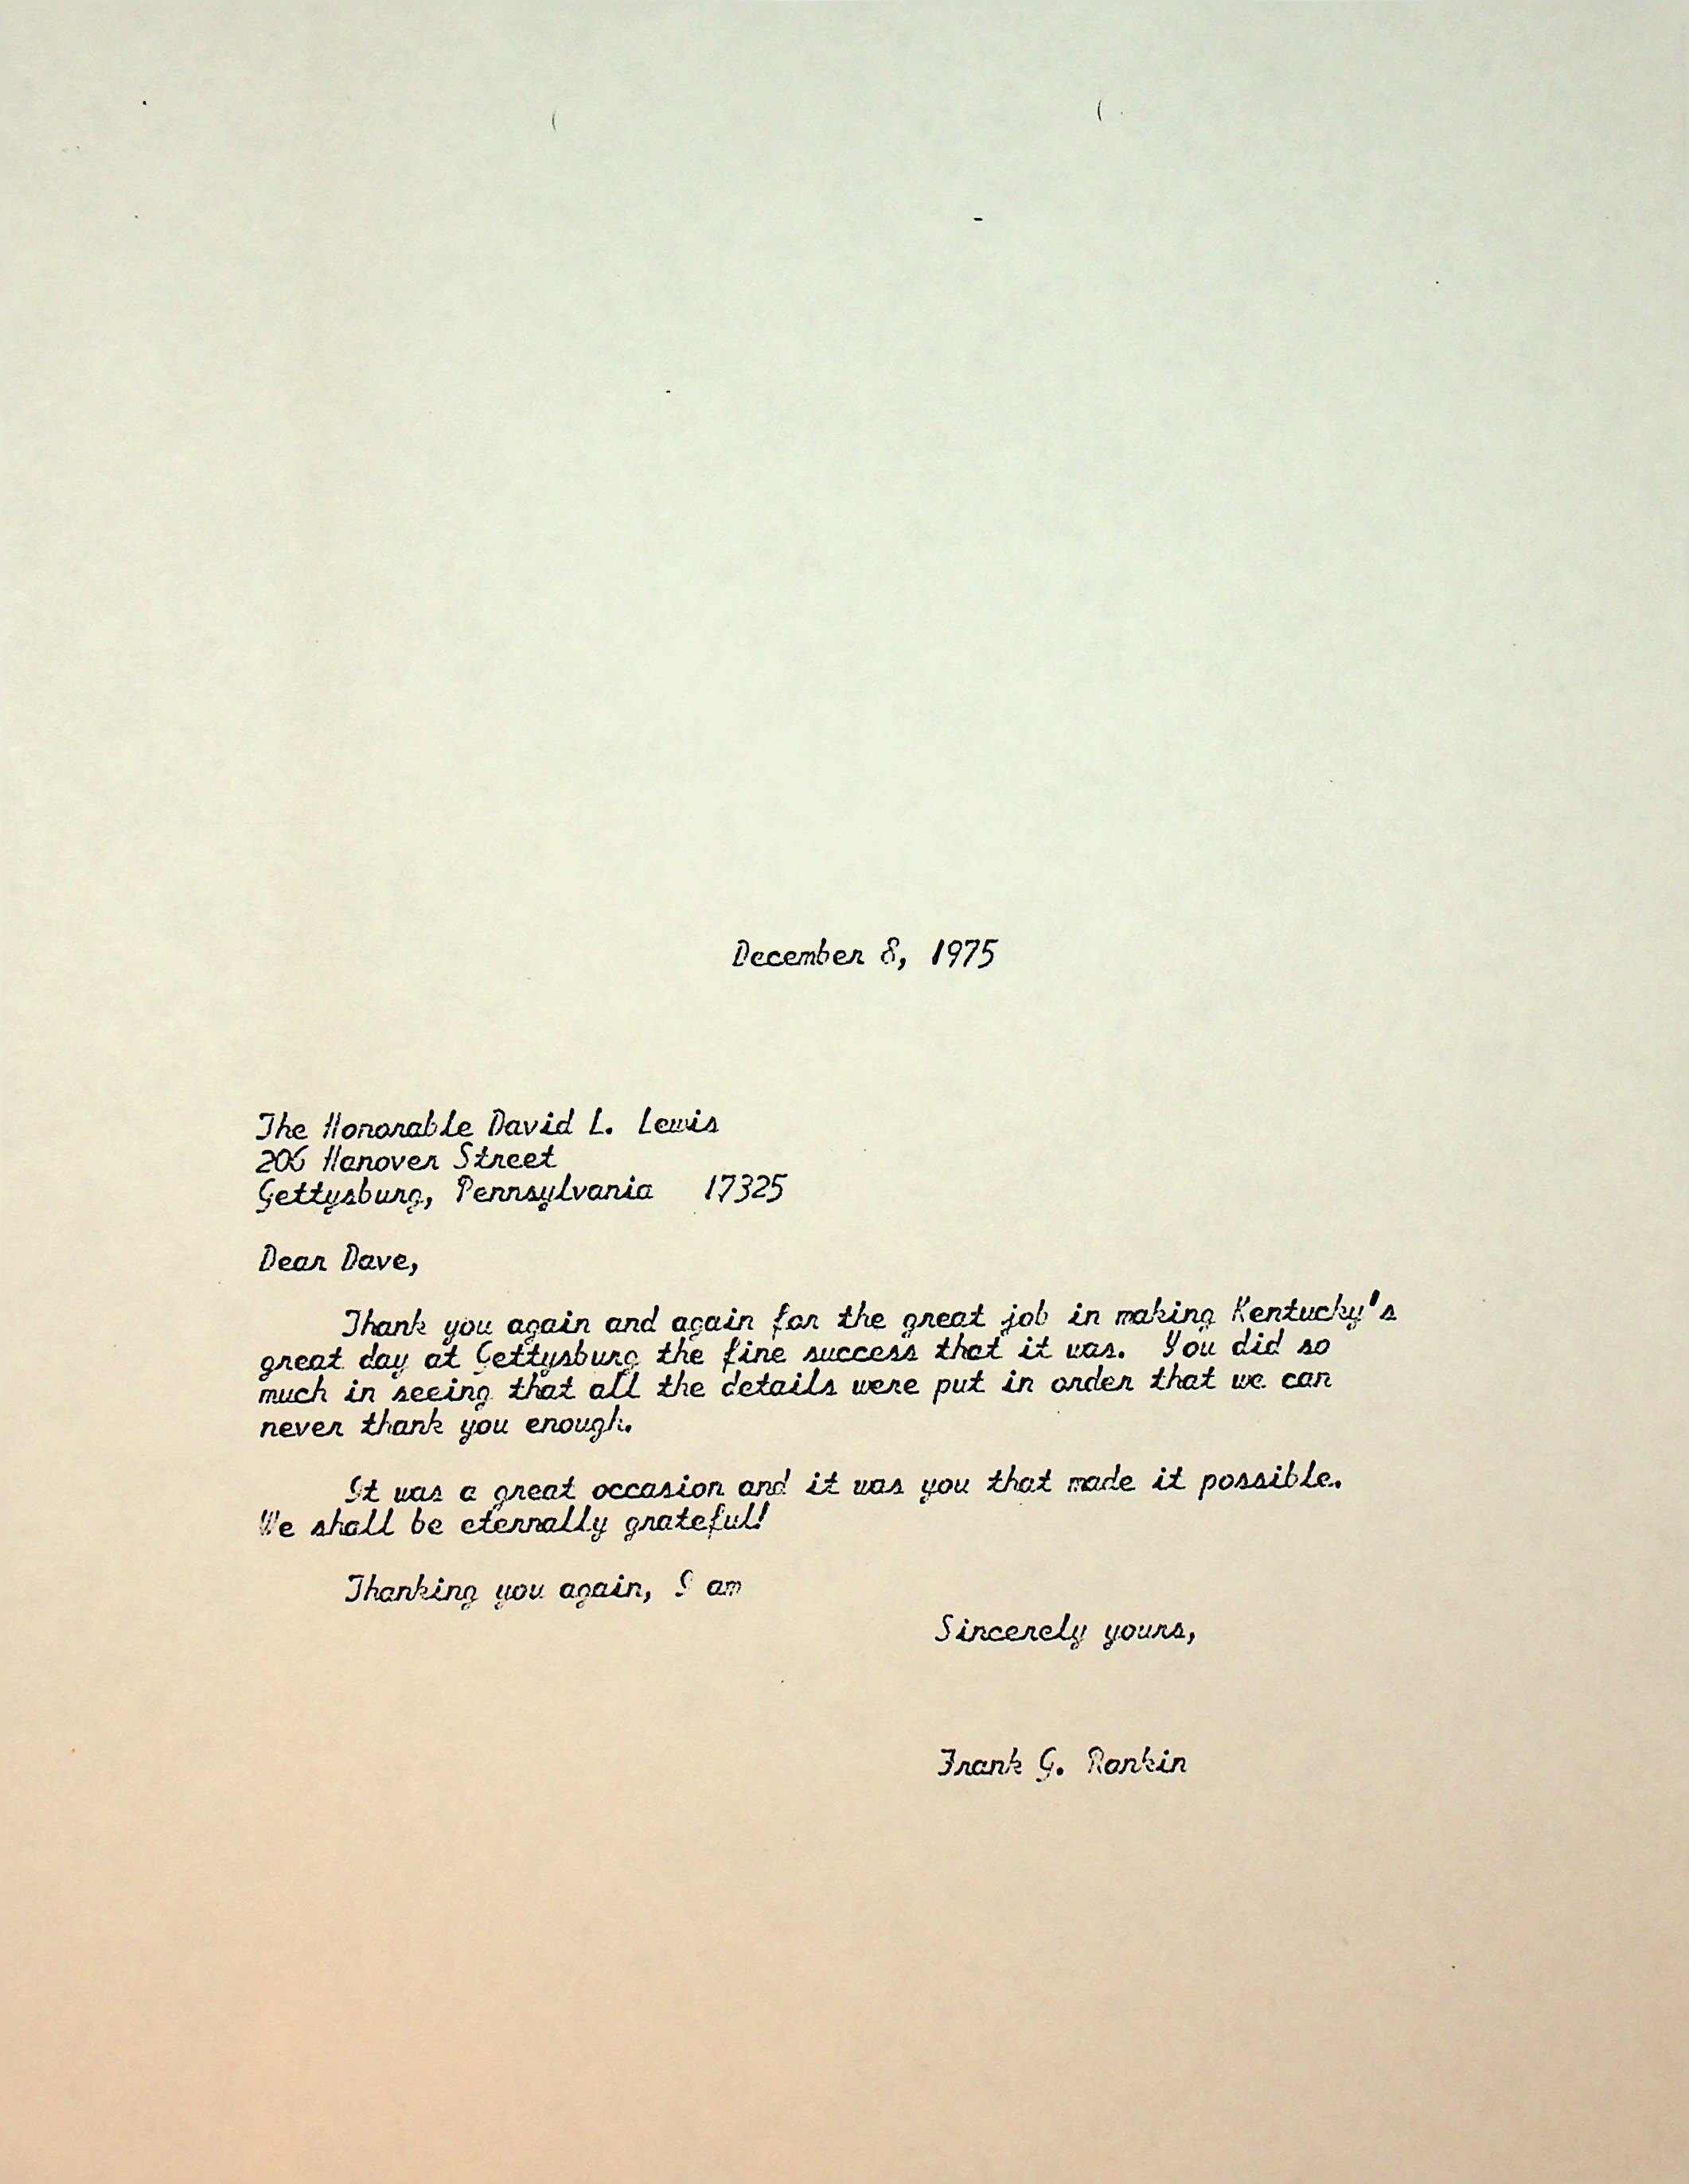 December 8, 1975
The Honorable David L. Lewis
206 Hanover Street
Gettysburg, Pennsylvania 17325
Dear Dave,
Thank you again and again for the great job in making Kentucky's
great day at Gettysburg the fine success that it was. You did so
much in seeing that all the details were put in order that we can
never thank you enough.
It was a great occasion and it was you that made it possible.
We shall be eternally grateful!
Thanking you again, I am
Sincerely yours,
Frank G. Rankin